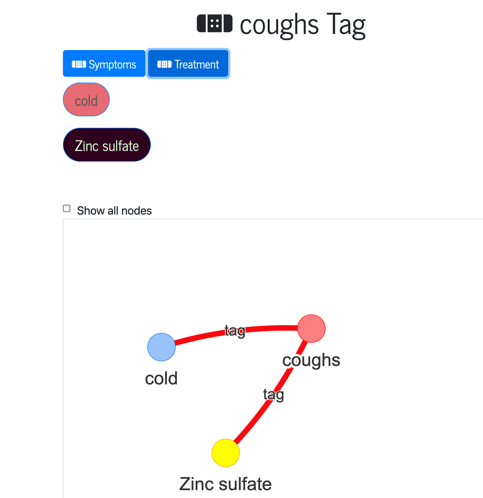 coughs Tag
Symptoms Treatment
cold
Zinc sulfate
Show all nodes
tag
coughs
cold
tag
Zinc sulfate